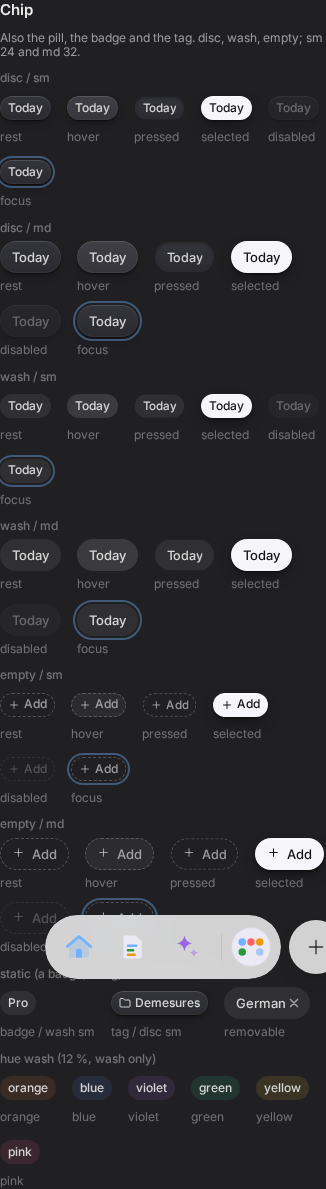 Chip
Also the pill, the badge and the tag. disc, wash, empty; sm
24 and md 32.
disc / sm
Today Today Today Today Today
rest hover pressed selected disabled
Today
focus
disc / md
Today Today Today Today
rest hover pressed selected
Today Today
disabled focus
wash / sm
Today Today Today Today Today
rest hover pressed selected disabled
Today
focus
wash / md
Today Today Today Today
rest hover pressed selected
Today Today
disabled focus
empty / sm
+ Add + Add + Add + Add
rest hover pressed selected
+ Add + Add
disabled focus
empty / md
+ Add + Add + Add + Add
rest hover pressed selected
+ Add
disabled
static (a
Pro Demesures German ×
badge / wash sm tag / disc sm removable
hue wash (12 %, wash only)
orange blue violet green yellow
orange blue violet green yellow
pink
pink